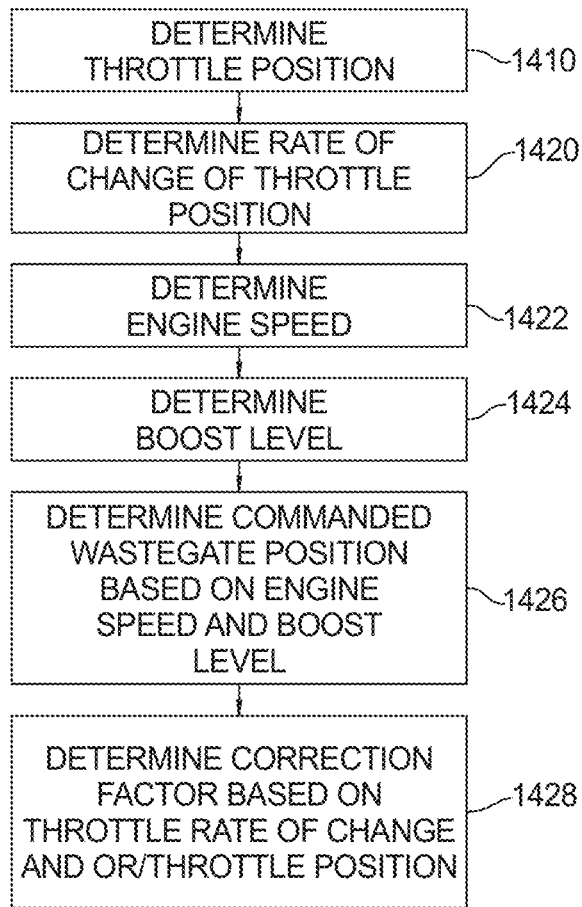 DETERMINE
THROTTLE POSITION
1410
DETERMINE RATE OF
CHANGE OF THROTTLE
POSITION
1420
DETERMINE
ENGINE SPEED
1422
DETERMINE
BOOST LEVEL
1424
DETERMINE COMMANDED
WASTEGATE POSITION
BASED ON ENGINE
SPEED AND BOOST
LEVEL
1426
DETERMINE CORRECTION
FACTOR BASED ON
THROTTLE RATE OF CHANGE
AND OR/THROTTLE POSITION
1428